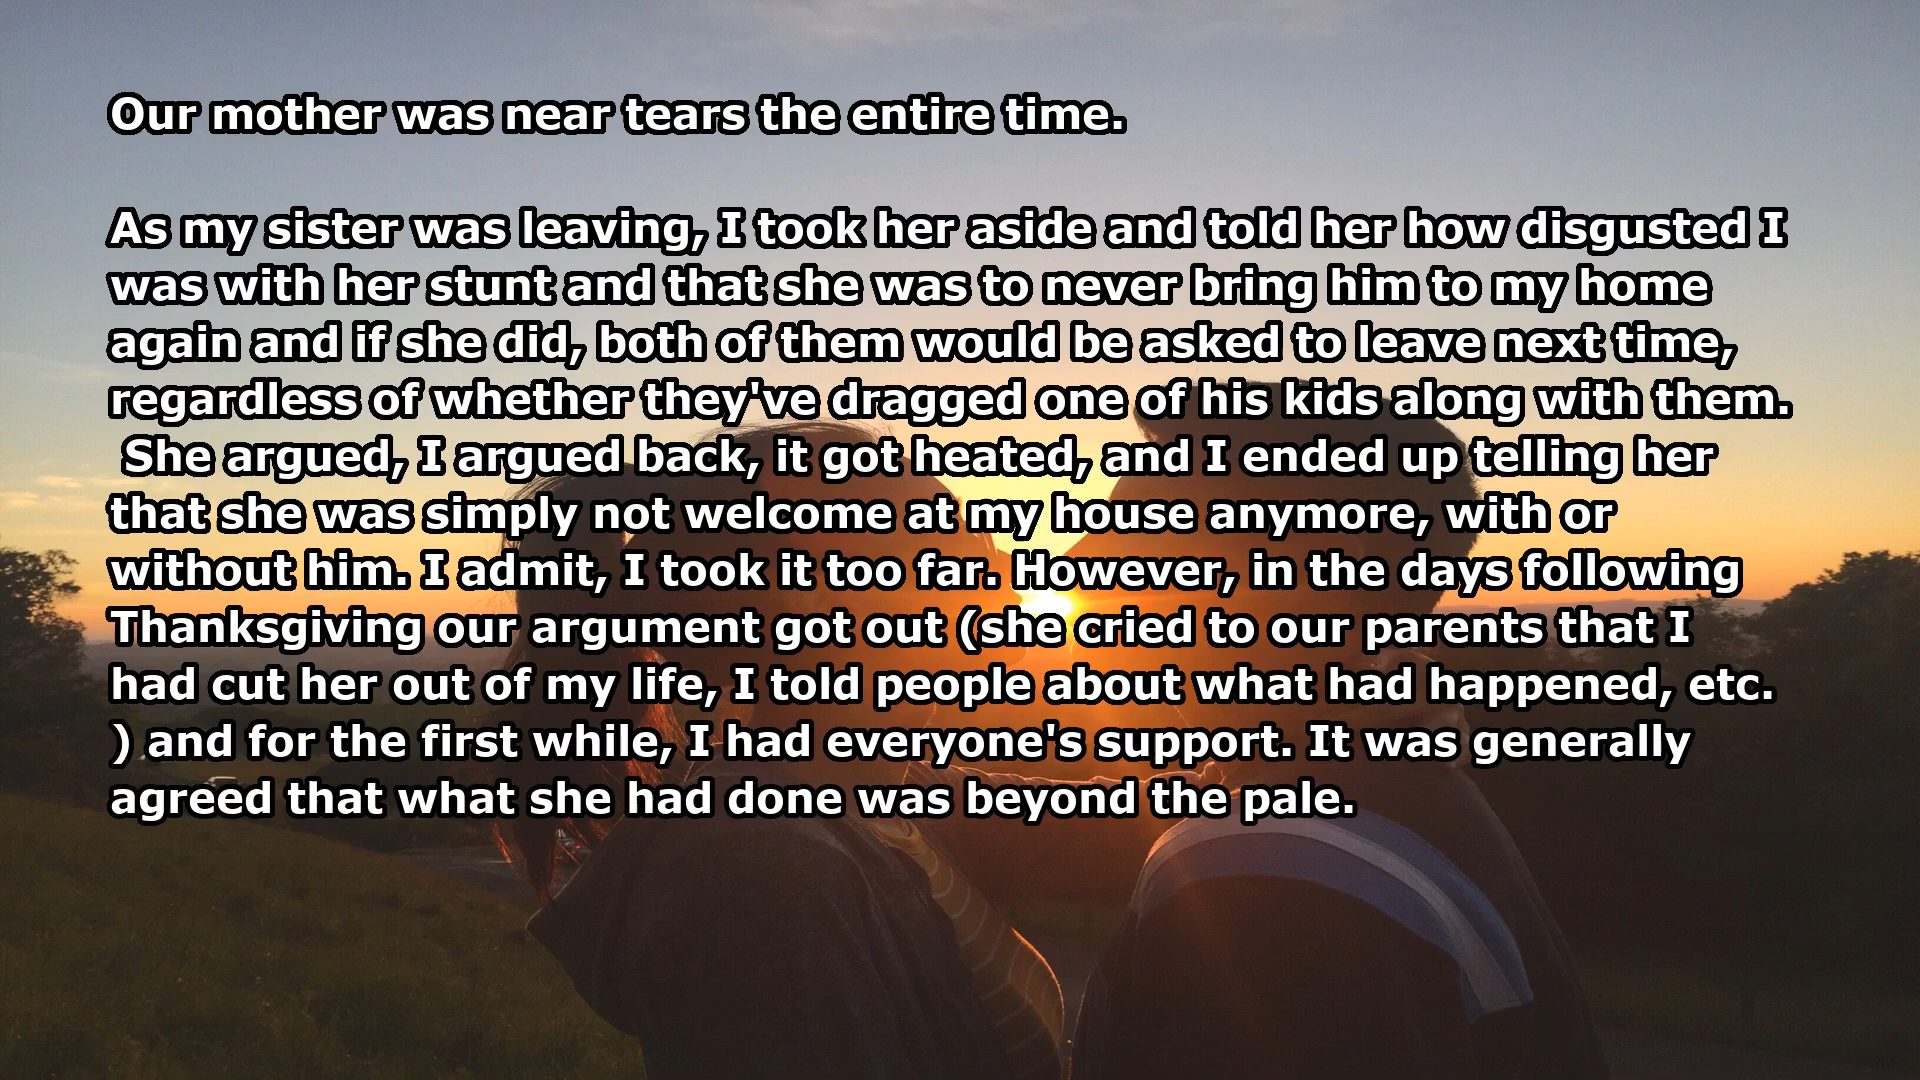 Our mother was near tears the entire time.
As my sister was leaving, I took her aside and told her how disgusted I
was with her stunt and that she was to never bring him to my home
again and if she did, both of them would be asked to leave next time,
regardless of whether they've dragged one of his kids along with them.
She argued, I argued back, it got heated, and I ended up telling her
that she was simply not welcome at my house anymore, with or
without him. I admit, I took it too far. However, in the days following
Thanksgiving our argument got out (she cried to our parents that I
had cut her out of my life, I told people about what had happened, etc.
) and for the first while, I had everyone's support. It was generally
agreed that what she had done was beyond the pale.